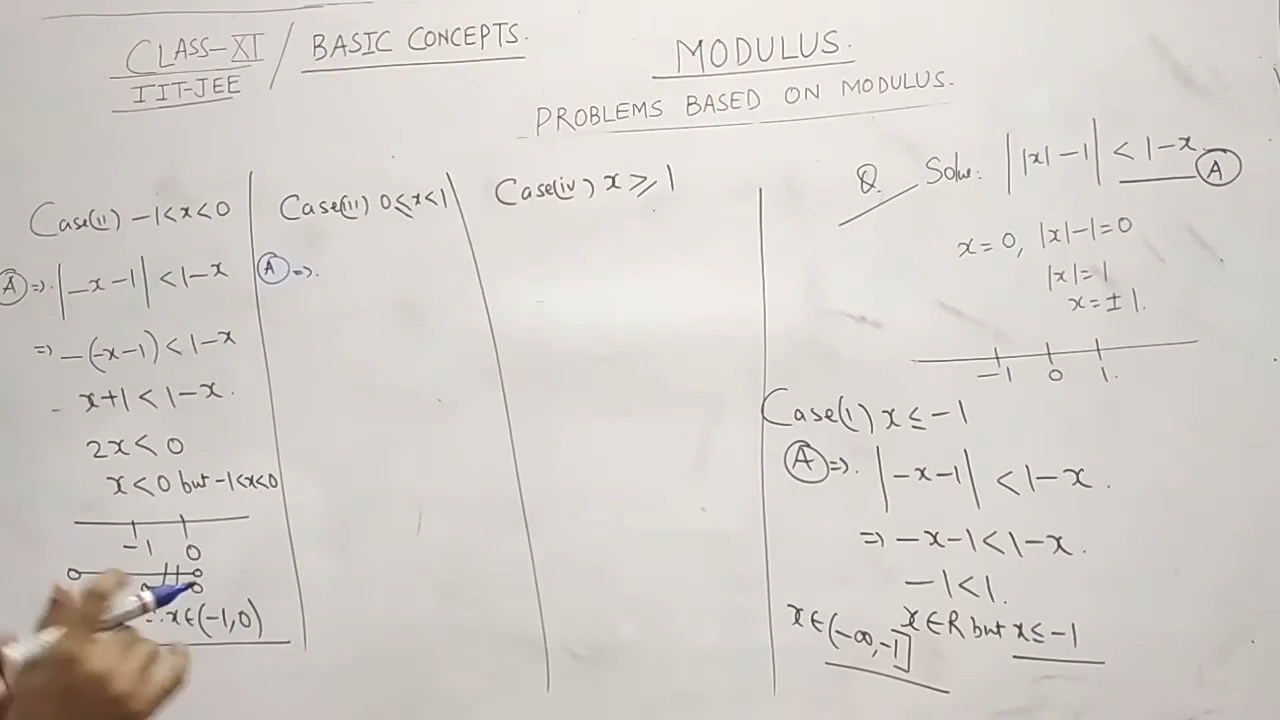 CLASS-XI / BASIC CONCEPTS.
IIT-JEE
MODULUS.
PROBLEMS BASED ON MODULUS.
Q. Solve: ||x| -1| < 1-x. (A)
x=0, |x|-1=0
|x|=1
x=±1.
-1 0 1.
Case(i) x ≤ -1
(A) ⇒. |-x-1| < 1-x.
⇒ -x-1<1-x.
-1<1.
x∈R but x≤-1
x∈(-∞,-1]
Case(ii) -1<x<0
(A) ⇒. |-x-1| < 1-x
⇒ -(-x-1) < 1-x
x+1 < 1-x.
2x < 0
x<0 but -1<x<0
-1 0
∴ x∈(-1,0)
Case(iii) 0≤x<1
(A) ⇒.
Case(iv) x ≥ 1